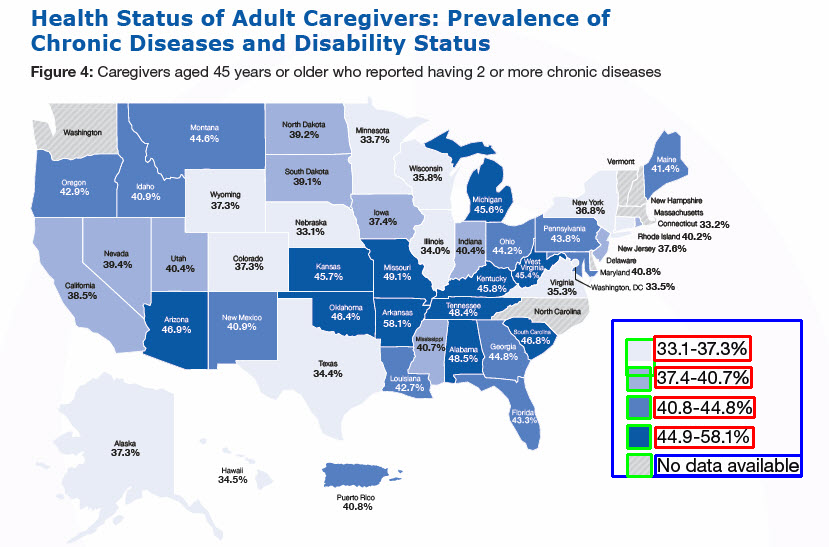 Health Status of Adult Caregivers: Prevalence of
Chronic Diseases and Disability Status
Figure 4: Caregivers aged 45 years or older who reported having 2 or more chronic diseases
Washington
Montana
44.6%
North Dakota
39.2%
Minnesota
33.7%
Oregon
42.9%
Idaho
40.9%
Wyoming
37.3%
South Dakota
39.1%
Wisconsin
35.8%
Michigan
45.6%
Vermont
Maine
41.4%
New York
36.8%
New Hampshire
Massachusetts
Connecticut 33.2%
Rhode Island 40.2%
New Jersey 37.6%
Delaware
Maryland 40.8%
Washington, DC 33.5%
Nevada
39.4%
Utah
40.4%
California
38.5%
Colorado
37.3%
Nebraska
33.1%
Iowa
37.4%
Illinois
34.0%
Indiana
40.4%
Ohio
44.2%
Pennsylvania
43.8%
West
Virginia
45.4%
Virginia
35.3%
Kansas
45.7%
Missouri
49.1%
Kentucky
45.8%
North Carolina
Arizona
46.9%
New Mexico
40.9%
Oklahoma
46.4%
Arkansas
58.1%
Tennessee
48.4%
South Carolina
46.8%
Texas
34.4%
Louisiana
42.7%
Mississippi
40.7%
Alabama
48.5%
Georgia
44.8%
Florida
43.3%
Alaska
37.3%
Hawaii
34.5%
Puerto Rico
40.8%
33.1-37.3%
37.4-40.7%
40.8-44.8%
44.9-58.1%
No data available